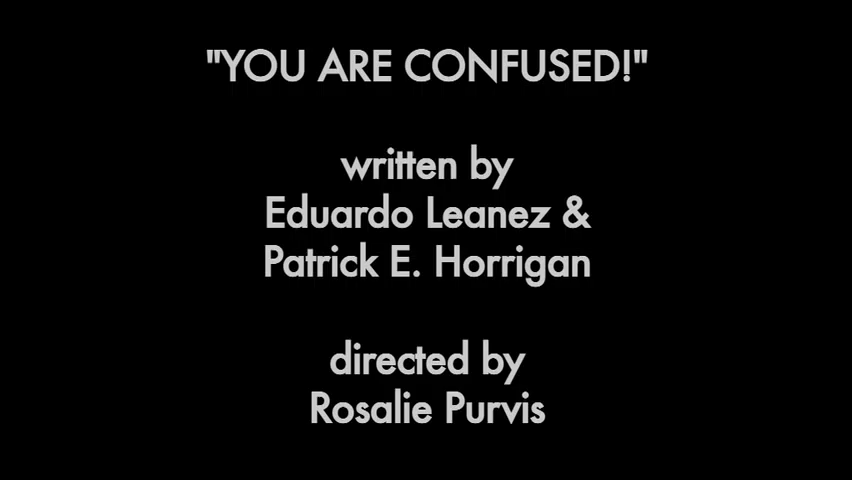 "YOU ARE CONFUSED!"
written by
Eduardo Leanez &
Patrick E. Horrigan
directed by
Rosalie Purvis